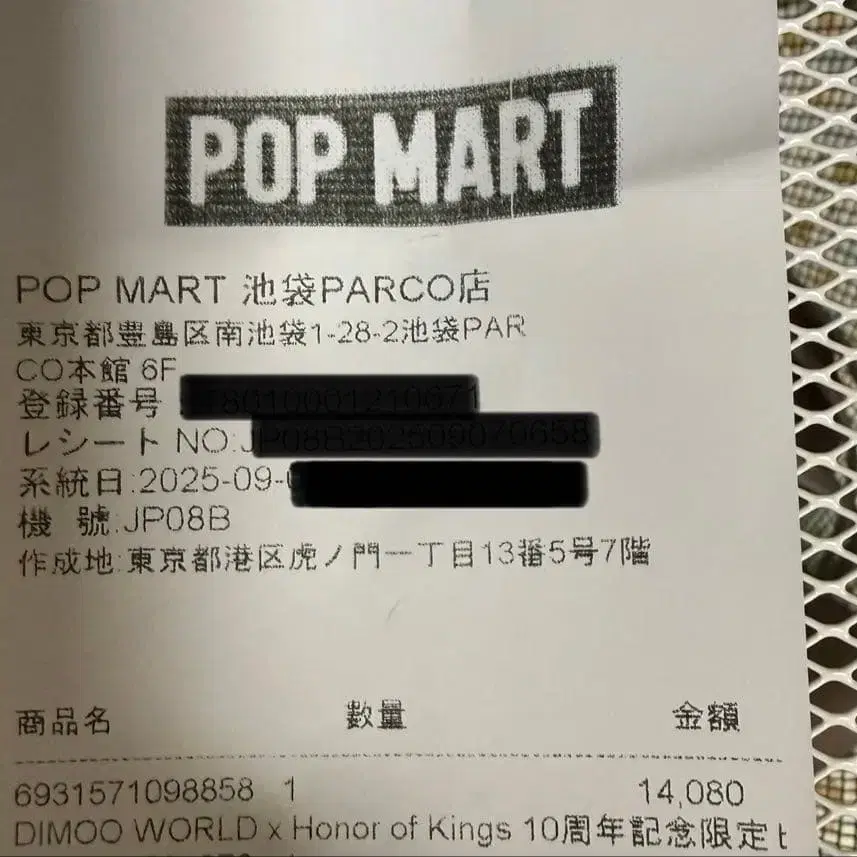 POP MART
POP MART 池袋PARCO店
東京都豊島区南池袋1-28-2池袋PAR
CO本館 6F
登録番号
レシート NO:
系統日:2025-09-
機 號:JP08B
作成地:東京都港区虎ノ門一丁目13番5号7階
商品名 數量 金額
6931571098858 1 14,080
DIMOO WORLD x Honor of Kings 10周年記念限定ヒ